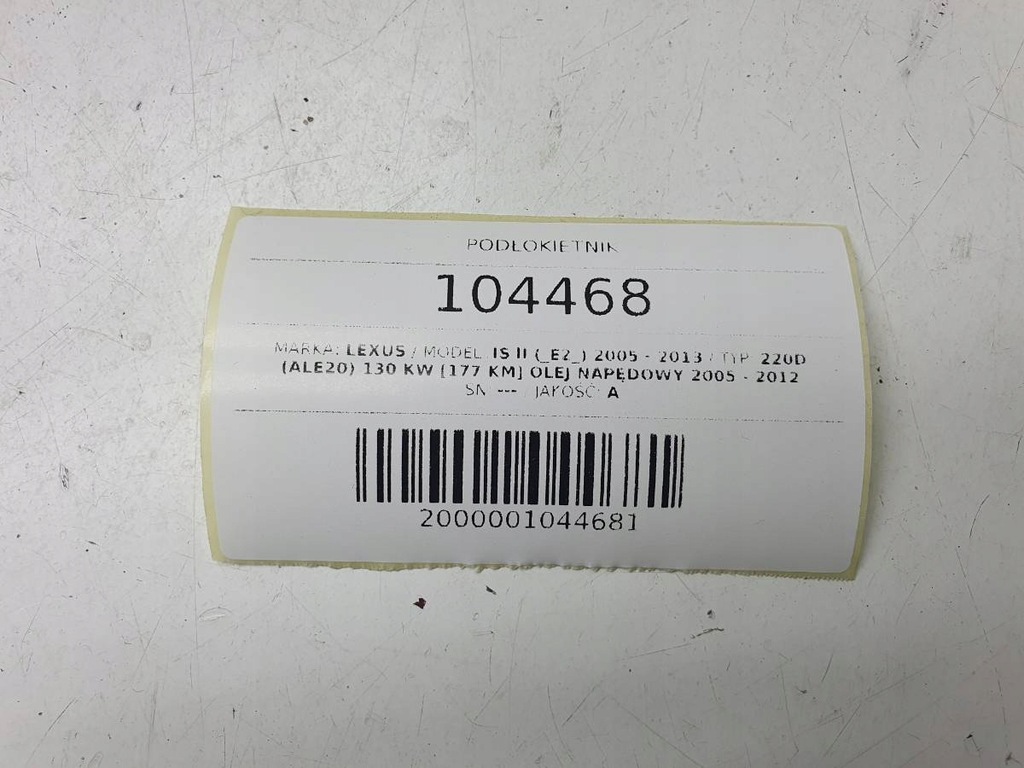 PODŁOKIETNIK
104468
MARKA: LEXUS / MODEL: IS II (_E2_) 2005 - 2013 / TYP: 220D
(ALE20) 130 KW [177 KM] OLEJ NAPĘDOWY 2005 - 2012
SN: --- / JAKOŚĆ: A
2000001044681